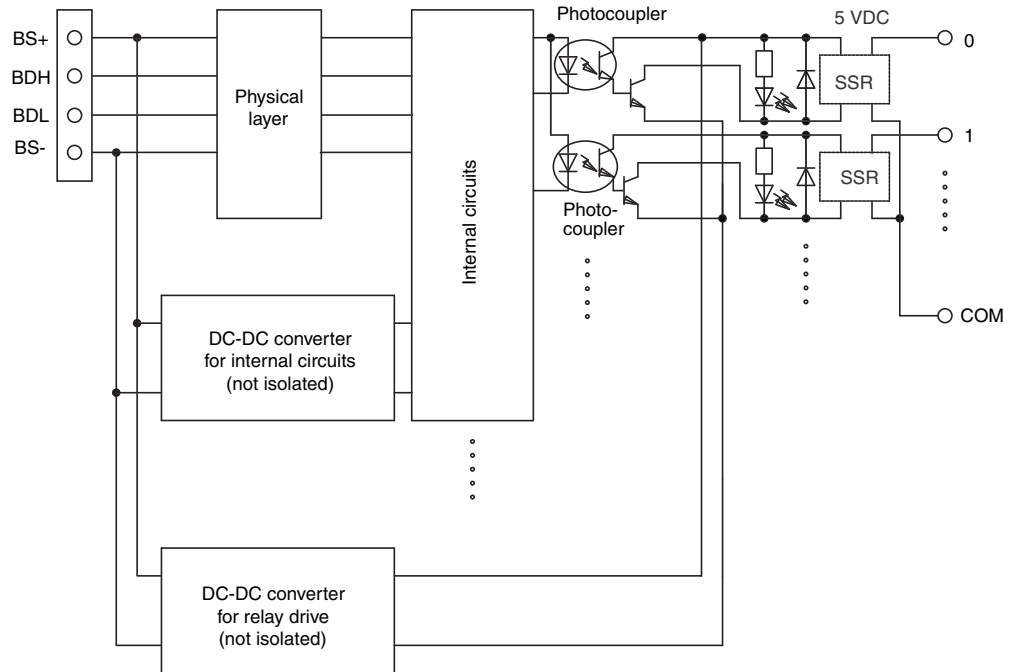 Photocoupler
5 VDC
BS+
BDH
BDL
BS-
Physical
layer
Internal circuits
SSR
0
1
SSR
Photo-
coupler
COM
DC-DC converter
for internal circuits
(not isolated)
DC-DC converter
for relay drive
(not isolated)